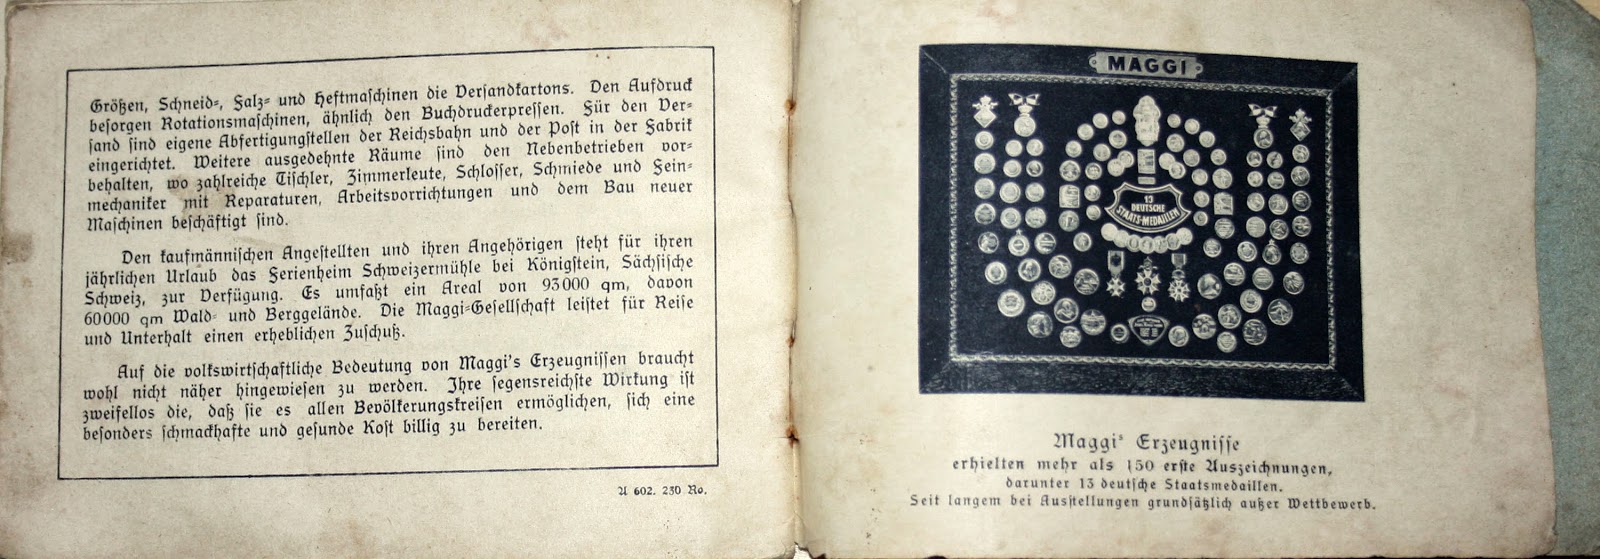 Größen, Schneid-, Falz- und Heftmaschinen die Versandkartons. Den Aufdruck
besorgen Rotationsmaschinen, ähnlich den Buchdruckerpressen. Für den Ver-
sand sind eigene Abfertigungstellen der Reichsbahn und der Post in der Fabrik
eingerichtet. Weitere ausgedehnte Räume sind den Nebenbetrieben vor-
behalten, wo zahlreiche Tischler, Zimmerleute, Schlosser, Schmiede und Fein-
mechaniker mit Reparaturen, Arbeitsvorrichtungen und dem Bau neuer
Maschinen beschäftigt sind.
Den kaufmännischen Angestellten und ihren Angehörigen steht für ihren
jährlichen Urlaub das Ferienheim Schweizermühle bei Königstein, Sächsische
Schweiz, zur Verfügung. Es umfaßt ein Areal von 93000 qm, davon
60000 qm Wald- und Berggelände. Die Maggi-Gesellschaft leistet für Reise
und Unterhalt einen erheblichen Zuschuß.
Auf die volkswirtschaftliche Bedeutung von Maggi's Erzeugnissen braucht
wohl nicht näher hingewiesen zu werden. Ihre segensreichste Wirkung ist
zweifellos die, daß sie es allen Bevölkerungskreisen ermöglichen, sich eine
besonders schmackhafte und gesunde Kost billig zu bereiten.
A 602. 230 Ro.
MAGGI
13
DEUTSCHE
STAATS-MEDAILLEN
Maggi's Erzeugnisse
erhielten mehr als 150 erste Auszeichnungen,
darunter 13 deutsche Staatsmedaillen.
Seit langem bei Ausstellungen grundsätzlich außer Wettbewerb.